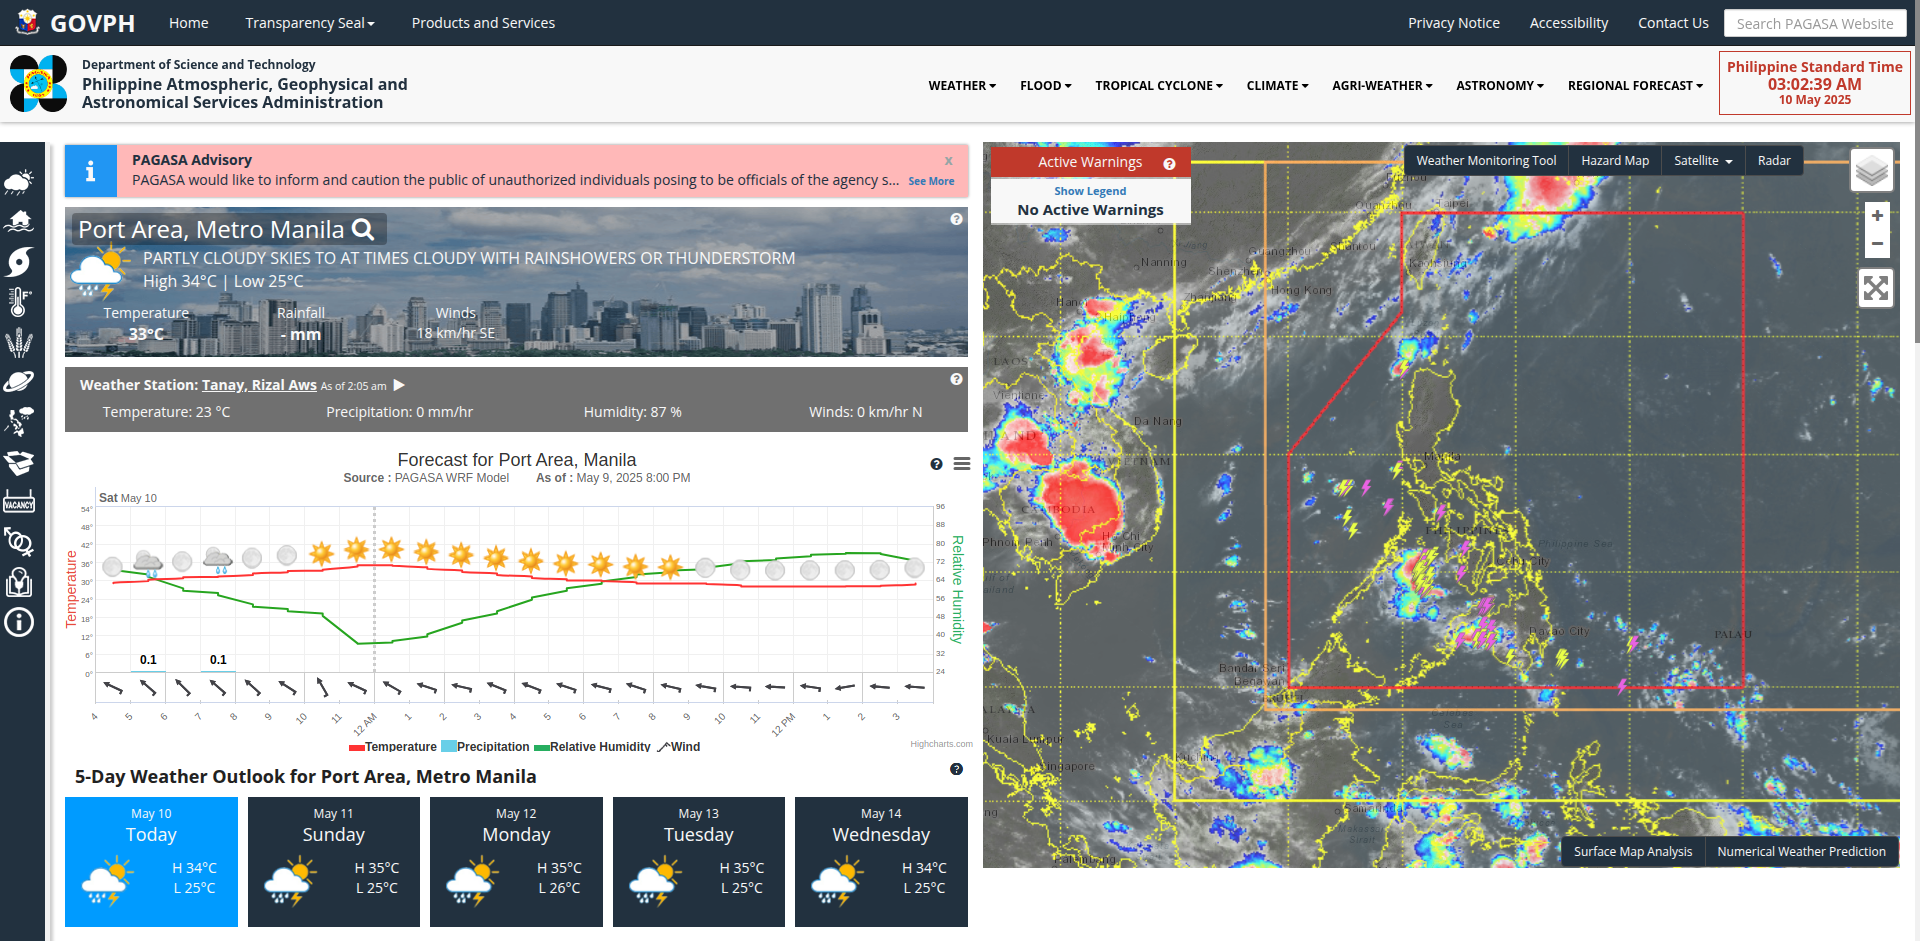 GOVPH
Home
Transparency Seal
Products and Services
Privacy Notice
Accessibility
Contact Us
Search PAGASA Website
Department of Science and Technology
Philippine Atmospheric, Geophysical and
Astronomical Services Administration
WEATHER
FLOOD
TROPICAL CYCLONE
CLIMATE
AGRI-WEATHER
ASTRONOMY
REGIONAL FORECAST
Philippine Standard Time
03:02:39 AM
10 May 2025
VACANCY
PAGASA Advisory
x
PAGASA would like to inform and caution the public of unauthorized individuals posing to be officials of the agency s... See More
Port Area, Metro Manila
PARTLY CLOUDY SKIES TO AT TIMES CLOUDY WITH RAINSHOWERS OR THUNDERSTORM
High 34°C | Low 25°C
Temperature
33°C
Rainfall
- mm
Winds
18 km/hr SE
Weather Station: Tanay, Rizal Aws As of 2:05 am
Temperature: 23 °C
Precipitation: 0 mm/hr
Humidity: 87 %
Winds: 0 km/hr N
Forecast for Port Area, Manila
Source : PAGASA WRF Model As of : May 9, 2025 8:00 PM
Sat May 10
Temperature
54°
48°
42°
36°
30°
24°
18°
12°
6°
0°
96
88
80
72
64
56
48
40
32
24
Relative Humidity
0.1
0.1
4 5 6 7 8 9 10 11 12 AM 1 2 3 4 5 6 7 8 9 10 11 12 PM 1 2 3
Temperature Precipitation Relative Humidity Wind
Highcharts.com
5-Day Weather Outlook for Port Area, Metro Manila
May 10
Today
H 34°C
L 25°C
May 11
Sunday
H 35°C
L 25°C
May 12
Monday
H 35°C
L 26°C
May 13
Tuesday
H 35°C
L 25°C
May 14
Wednesday
H 34°C
L 25°C
Active Warnings
Show Legend
No Active Warnings
Weather Monitoring Tool
Hazard Map
Satellite
Radar
+
−
Taipei
Guangzhou
Shantou
Nanning
Hong Kong
LAOS
Da Nang
VIETNAM
CAMBODIA
Ho Chi
Minh City
Manila
Philippine Sea
Davao City
PALAU
Bandar Seri
Kuala Lumpur
Singapore
Kuching
Surface Map Analysis
Numerical Weather Prediction